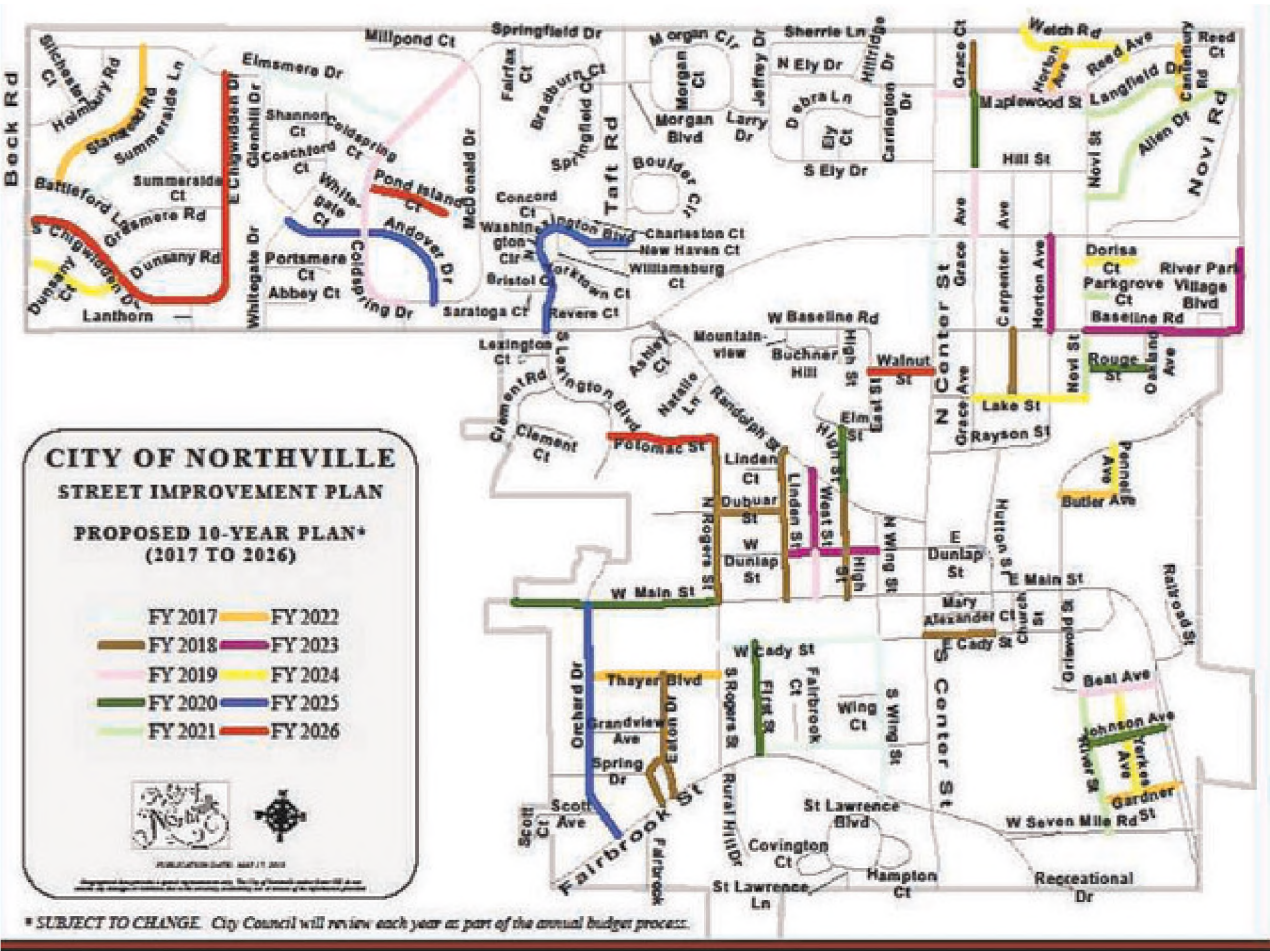 Springfield Dr
Millpond Ct
Morgan Cir
Sherrie Ln
Hillridge Dr
Welch Rd
Reed Ct
Reed Ave
Silchester Ct
Holmbury Rd
Stanstead Rd
Summerside Ln
Elmsmere Dr
Fairfax Ct
Bradburn Ct
Springfield Ct
Morgan Ct
Jeffrey Dr
N Ely Dr
Grace Ct
Horton Ave
Langfield Dr
Canterbury Rd
Beck Rd
E Chigwidden Dr
Glenhill Dr
Shannon Ct
Coldspring
Coachford Ct
Morgan Blvd
Larry Dr
Debra Ln
Ely Ct
Carrington Dr
Maplewood St
Novi St
Allen Dr
Novi Rd
Hill St
S Ely Dr
Taft Rd
Boulder Cir
McDonald Dr
Battleford Ln
Summerside Ct
Grasmere Rd
White-
gate
Ct
Pond Island
Ct
Concord
Ct
Washin
gton
Cir
ington Blvd
Charleston Ct
New Haven Ct
Williamsburg
Ct
Yorktown Ct
Bristol Ct
Saratoga Ct
Revere Ct
S Chigwidden Dr
Dunsany Rd
Dunsany
Ct
Lanthorn
Whitegate Dr
Portsmere
Ct
Abbey Ct
Coldspring Dr
Andover Dr
Grace Ave
Carpenter Ave
Horton Ave
Dorisa
Ct
Parkgrove
Ct
River Park
Village
Blvd
Baseline Rd
N Center St
W Baseline Rd
Mountain-
view
Buchner
Hill
High St
Walnut
St
East St
Grace Ave
Lake St
Rayson St
Novi St
Rouge
St
Oakland
Ave
Lexington
Ct
S Lexington Blvd
Clement Rd
Clement
Ct
Ashley
Ct
Natalie
Ln
Randolph St
Potomac St
Elm
St
High St
Linden
Ct
Dubuar
St
W
Dunlap
St
N Rogers St
Linden St
West St
High St
N Wing St
E
Dunlap
St
Hutton St
Pennell
Ave
Butler Ave
W Main St
E Main St
Mary
Alexander Ct
E Cady St
Church
St
Griswold St
Railroad St
CITY OF NORTHVILLE
STREET IMPROVEMENT PLAN
PROPOSED 10-YEAR PLAN*
(2017 TO 2026)
FY 2017 FY 2022
FY 2018 FY 2023
FY 2019 FY 2024
FY 2020 FY 2025
FY 2021 FY 2026
Orchard Dr
Thayer Blvd
Grandview
Ave
Eaton Dr
Spring
Dr
Scott
Ave
Scott
Ct
W Cady St
S Rogers St
First St
Fairbrook
Ct
Wing
Ct
S Wing St
S Center St
Beal Ave
Johnson Ave
River St
Yerkes
Ave
Gardner
St
W Seven Mile Rd
Rural Hill Dr
Fairbrook St
Fairbrook
St Lawrence
Blvd
Covington
Ct
St Lawrence
Ln
Hampton
Ct
Recreational
Dr
* SUBJECT TO CHANGE. City Council will review each year as part of the annual budget process.